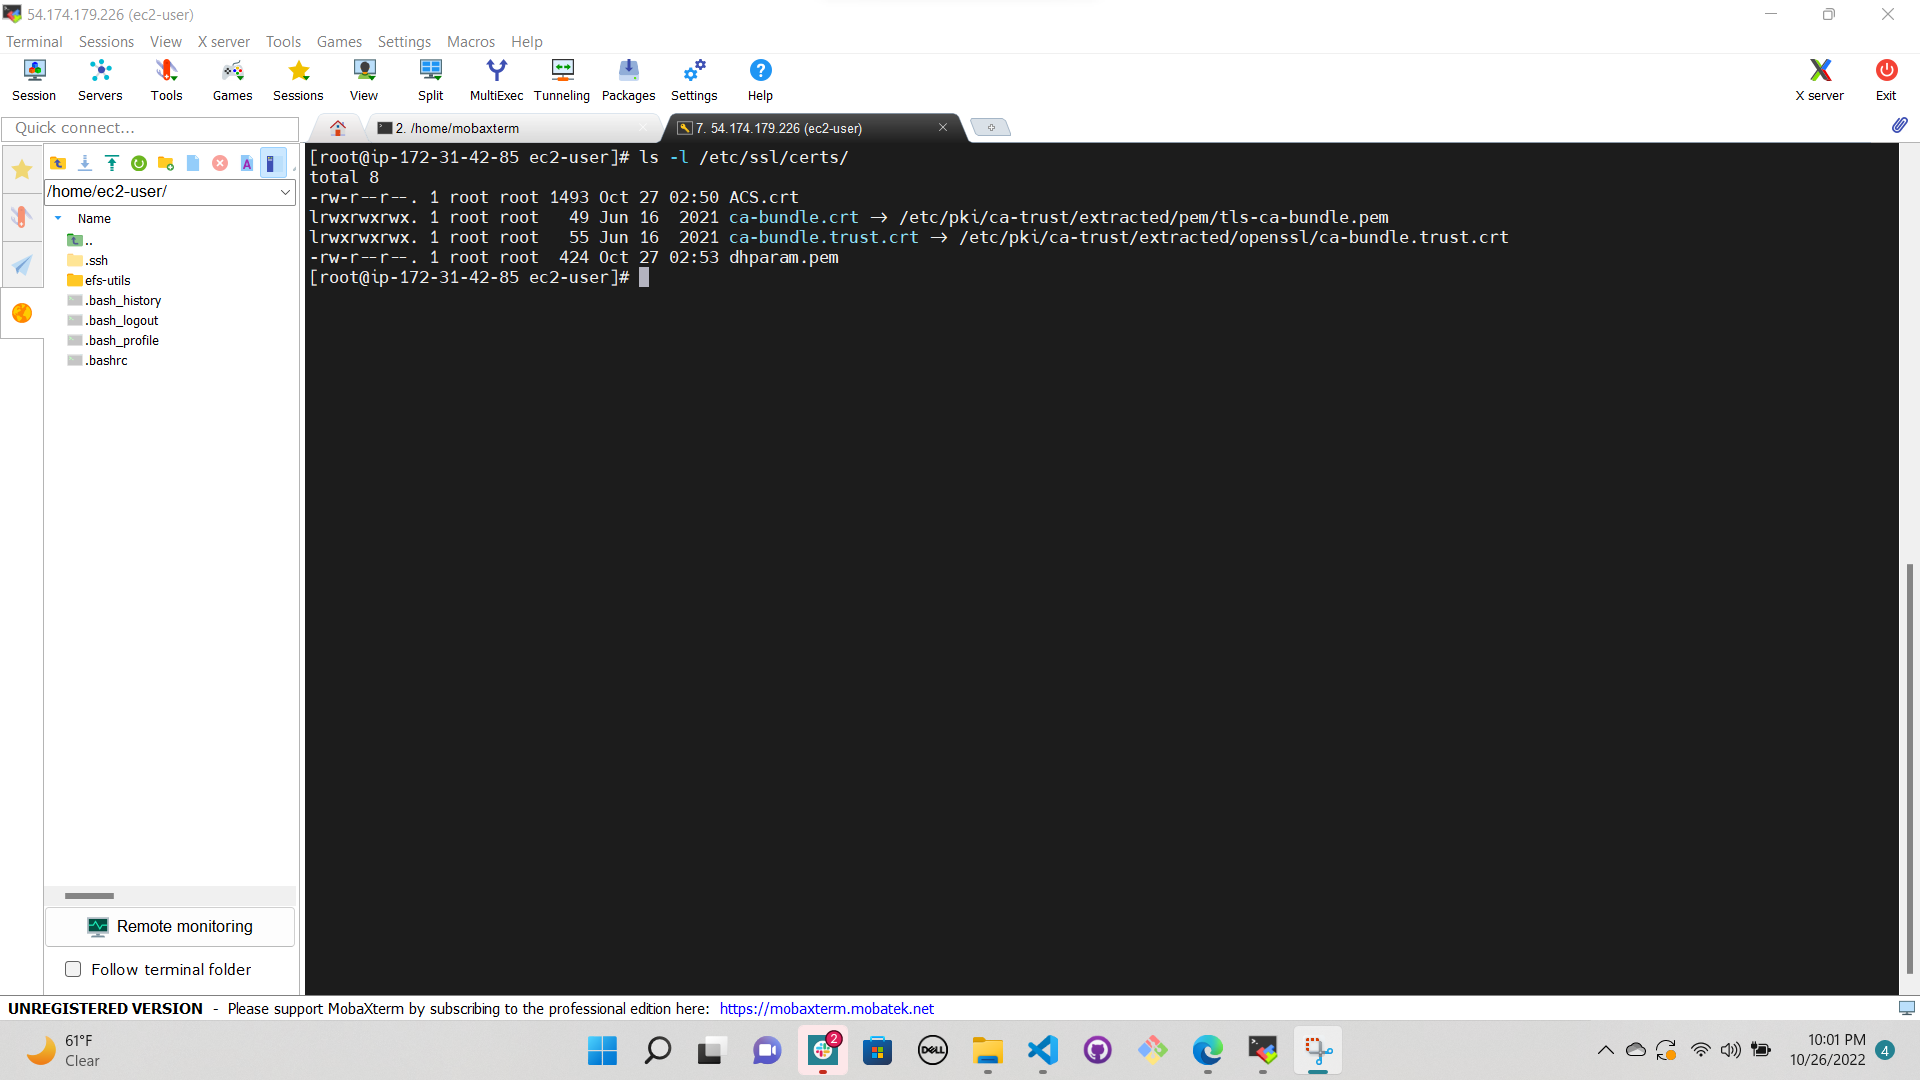 54.174.179.226 (ec2-user)
Terminal Sessions View X server Tools Games Settings Macros Help
Session Servers Tools Games Sessions View Split MultiExec Tunneling Packages Settings Help X server Exit
Quick connect...
2. /home/mobaxterm
7. 54.174.179.226 (ec2-user)
/home/ec2-user/
Name
..
.ssh
efs-utils
.bash_history
.bash_logout
.bash_profile
.bashrc
[root@ip-172-31-42-85 ec2-user]# ls -l /etc/ssl/certs/
total 8
-rw-r--r--. 1 root root 1493 Oct 27 02:50 ACS.crt
lrwxrwxrwx. 1 root root   49 Jun 16  2021 ca-bundle.crt -> /etc/pki/ca-trust/extracted/pem/tls-ca-bundle.pem
lrwxrwxrwx. 1 root root   55 Jun 16  2021 ca-bundle.trust.crt -> /etc/pki/ca-trust/extracted/openssl/ca-bundle.trust.crt
-rw-r--r--. 1 root root  424 Oct 27 02:53 dhparam.pem
[root@ip-172-31-42-85 ec2-user]#
Remote monitoring
Follow terminal folder
UNREGISTERED VERSION - Please support MobaXterm by subscribing to the professional edition here: https://mobaxterm.mobatek.net
61°F
Clear
2
DELL
10:01 PM
10/26/2022
4